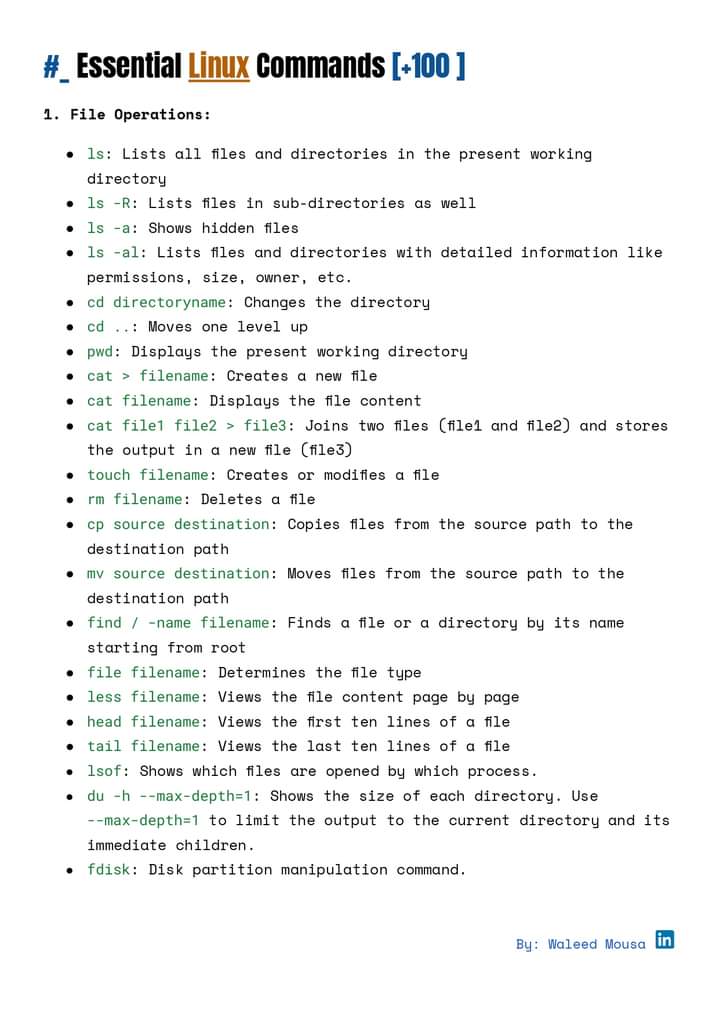 #_ Essential Linux Commands [+100 ]
1. File Operations:
● ls: Lists all files and directories in the present working
directory
● ls -R: Lists files in sub-directories as well
● ls -a: Shows hidden files
● ls -al: Lists files and directories with detailed information like
permissions, size, owner, etc.
● cd directoryname: Changes the directory
● cd ..: Moves one level up
● pwd: Displays the present working directory
● cat > filename: Creates a new file
● cat filename: Displays the file content
● cat file1 file2 > file3: Joins two files (file1 and file2) and stores
the output in a new file (file3)
● touch filename: Creates or modifies a file
● rm filename: Deletes a file
● cp source destination: Copies files from the source path to the
destination path
● mv source destination: Moves files from the source path to the
destination path
● find / -name filename: Finds a file or a directory by its name
starting from root
● file filename: Determines the file type
● less filename: Views the file content page by page
● head filename: Views the first ten lines of a file
● tail filename: Views the last ten lines of a file
● lsof: Shows which files are opened by which process.
● du -h --max-depth=1: Shows the size of each directory. Use
--max-depth=1 to limit the output to the current directory and its
immediate children.
● fdisk: Disk partition manipulation command.
By: Waleed Mousa in